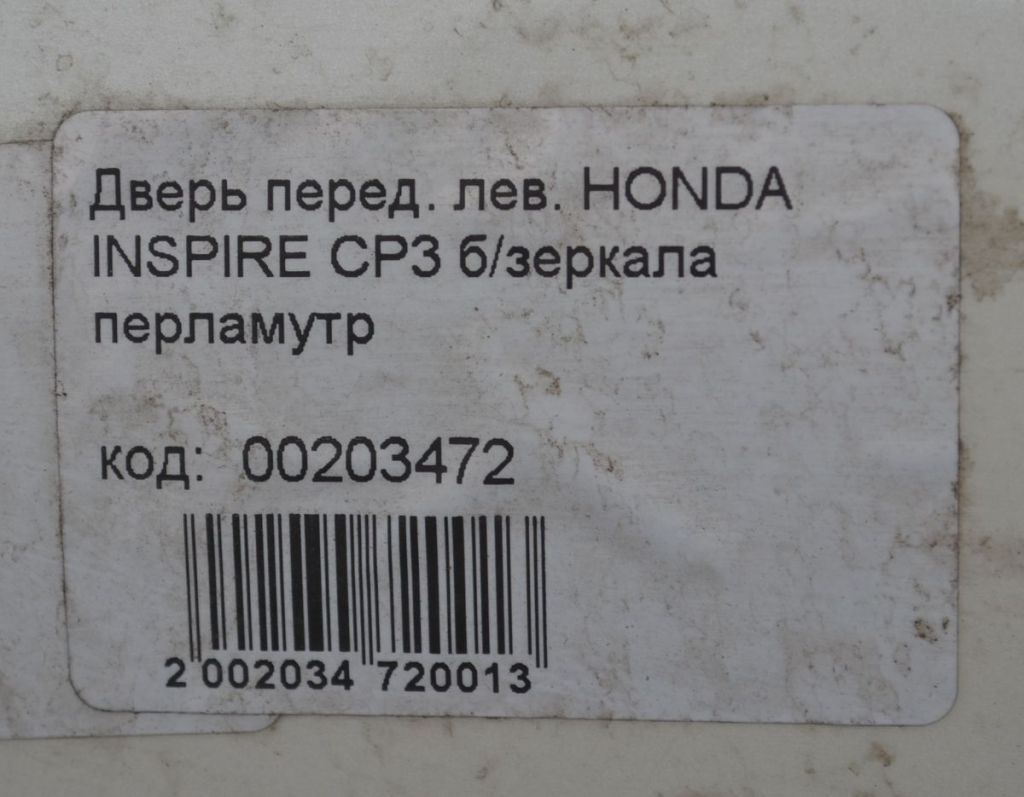 Дверь перед. лев. HONDA
INSPIRE CP3 б/зеркала
перламутр
код: 00203472
2 002034 720013